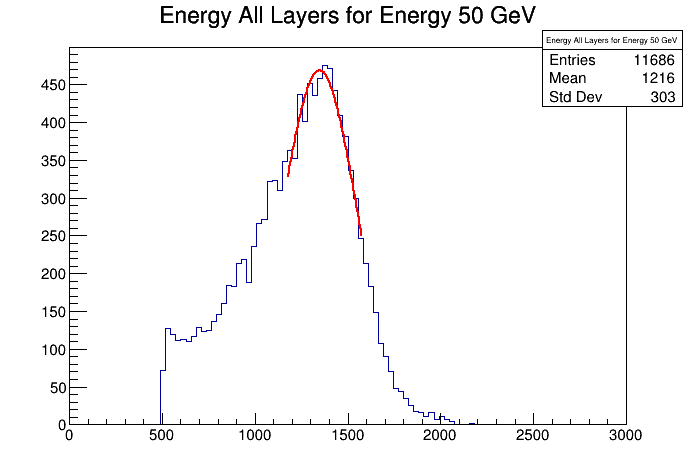 Energy All Layers for Energy 50 GeV
Energy All Layers for Energy 50 GeV
Entries 11686
Mean 1216
Std Dev 303
450
400
350
300
250
200
150
100
50
0
0 500 1000 1500 2000 2500 3000